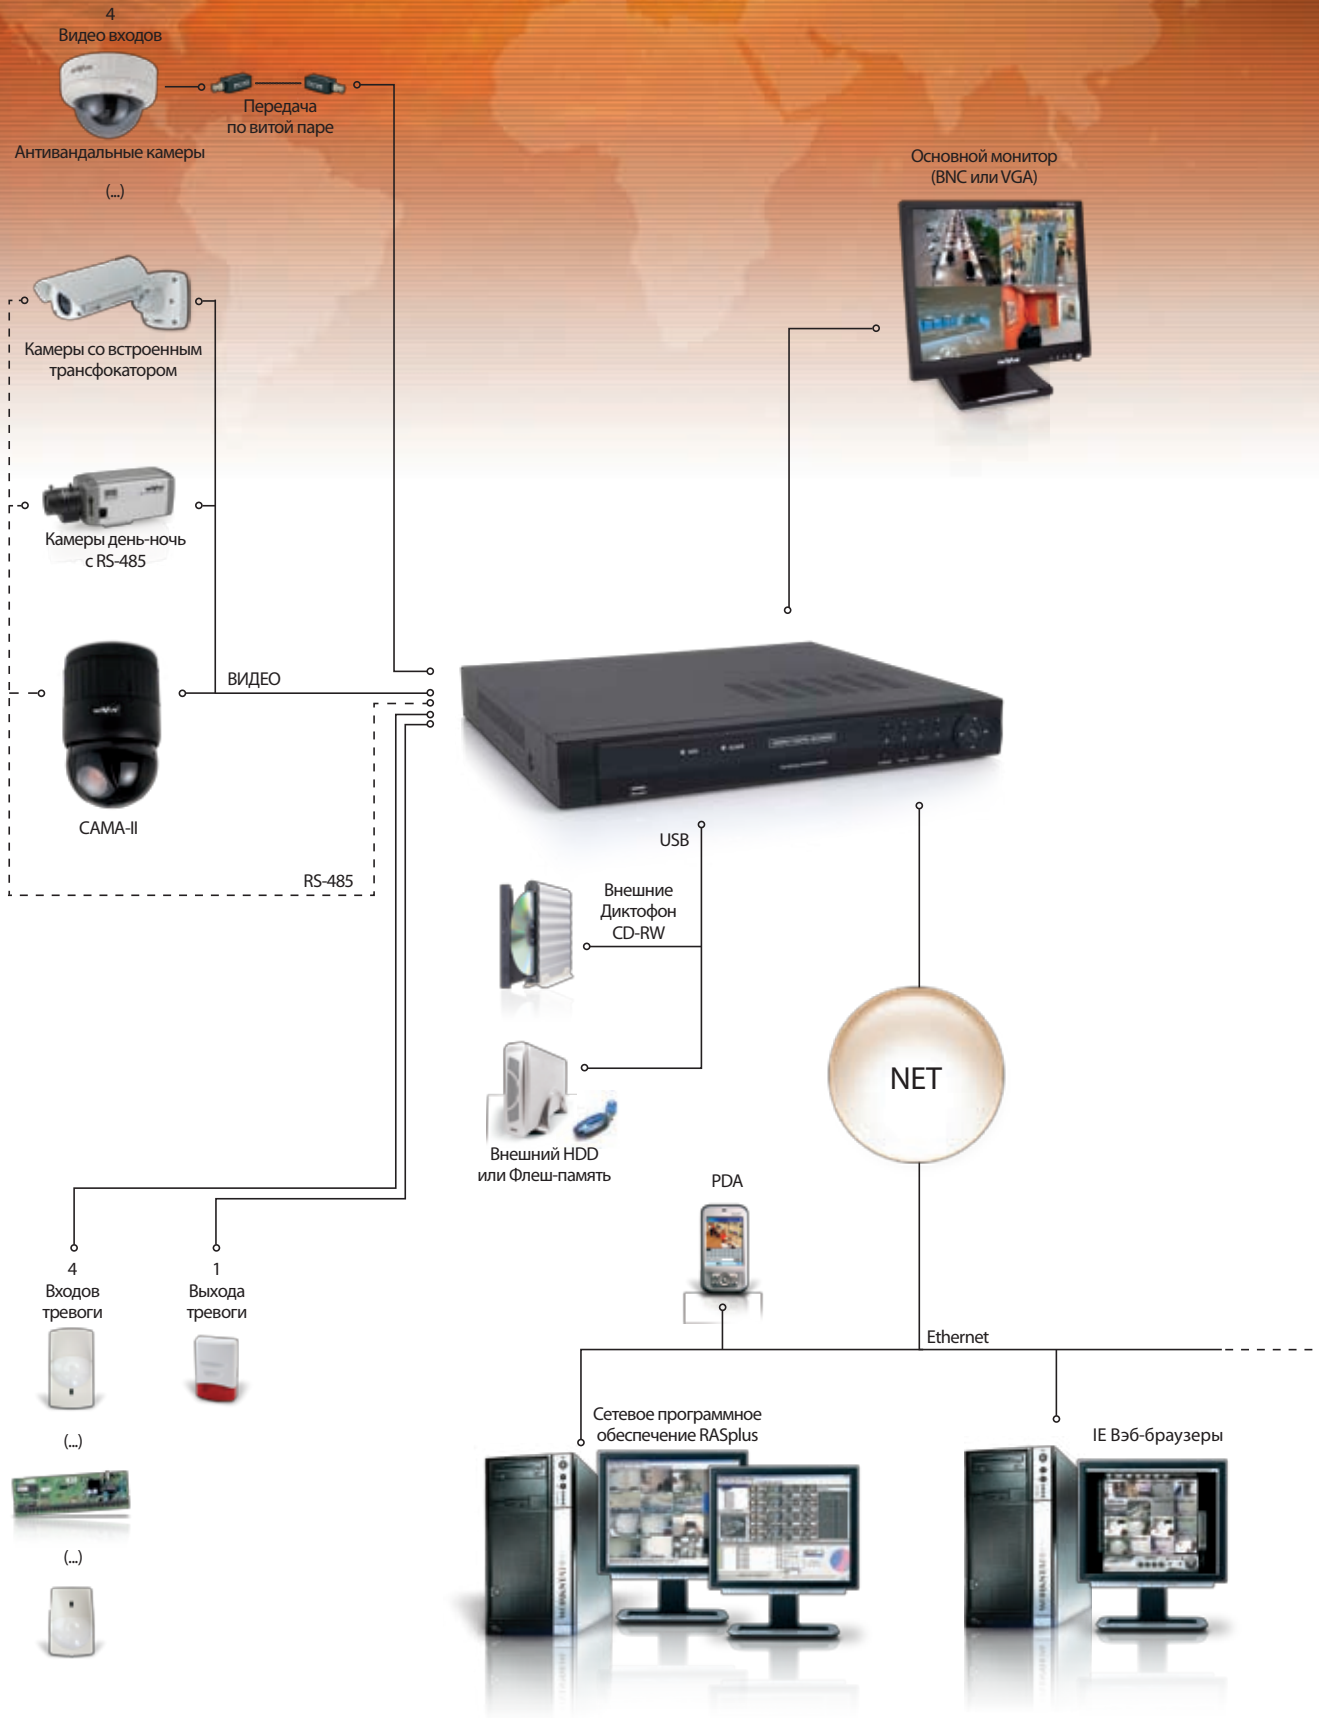 4
Видео входов
Передача
по витой паре
Антивандальные камеры
(...)
Основной монитор
(BNC или VGA)
Камеры со встроенным
трансфокатором
Камеры день-ночь
с RS-485
ВИДЕО
CAMA-II
RS-485
USB
Внешние
Диктофон
CD-RW
NET
Внешний HDD
или Флеш-память
PDA
4
Входов
тревоги
1
Выхода
тревоги
Ethernet
Сетевое программное
обеспечение RASplus
IE Вэб-браузеры
(...)
(...)